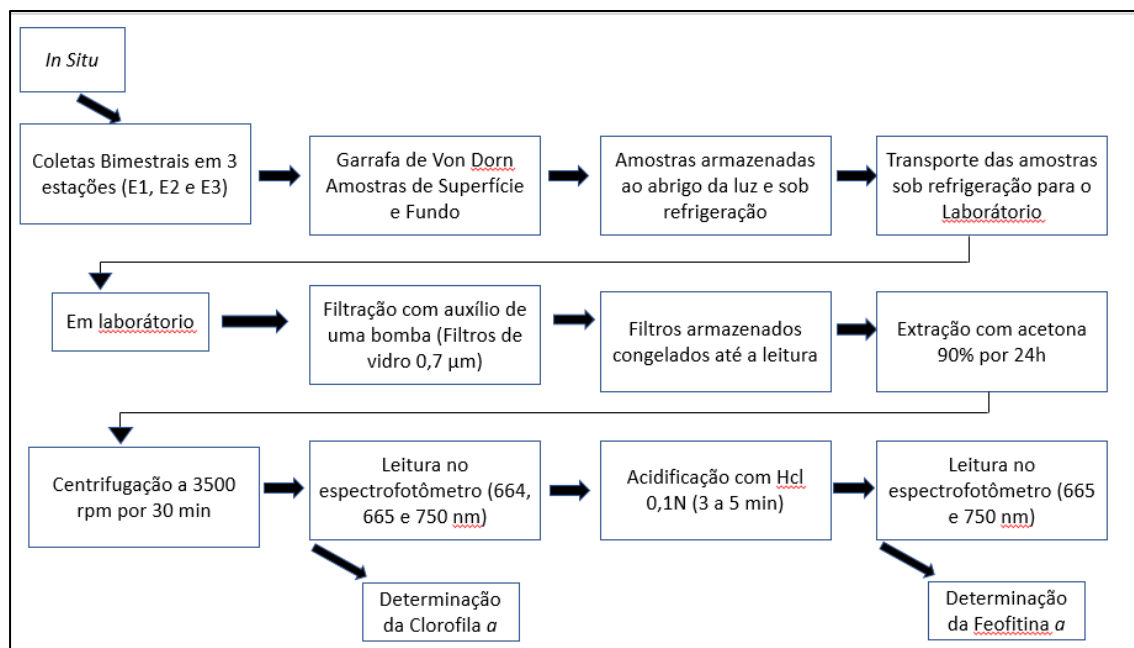 In Situ
Coletas Bimestrais em 3
estações (E1, E2 e E3)
Garrafa de Von Dorn
Amostras de Superfície
e Fundo
Amostras armazenadas
ao abrigo da luz e sob
refrigeração
Transporte das amostras
sob refrigeração para o
Laborátorio
Em laborátorio
Filtração com auxílio de
uma bomba (Filtros de
vidro 0,7 µm)
Filtros armazenados
congelados até a leitura
Extração com acetona
90% por 24h
Centrifugação a 3500
rpm por 30 min
Leitura no
espectrofotômetro (664,
665 e 750 nm)
Acidificação com Hcl
0,1N (3 a 5 min)
Leitura no
espectrofotômetro (665
e 750 nm)
Determinação
da Clorofila a
Determinação
da Feofitina a